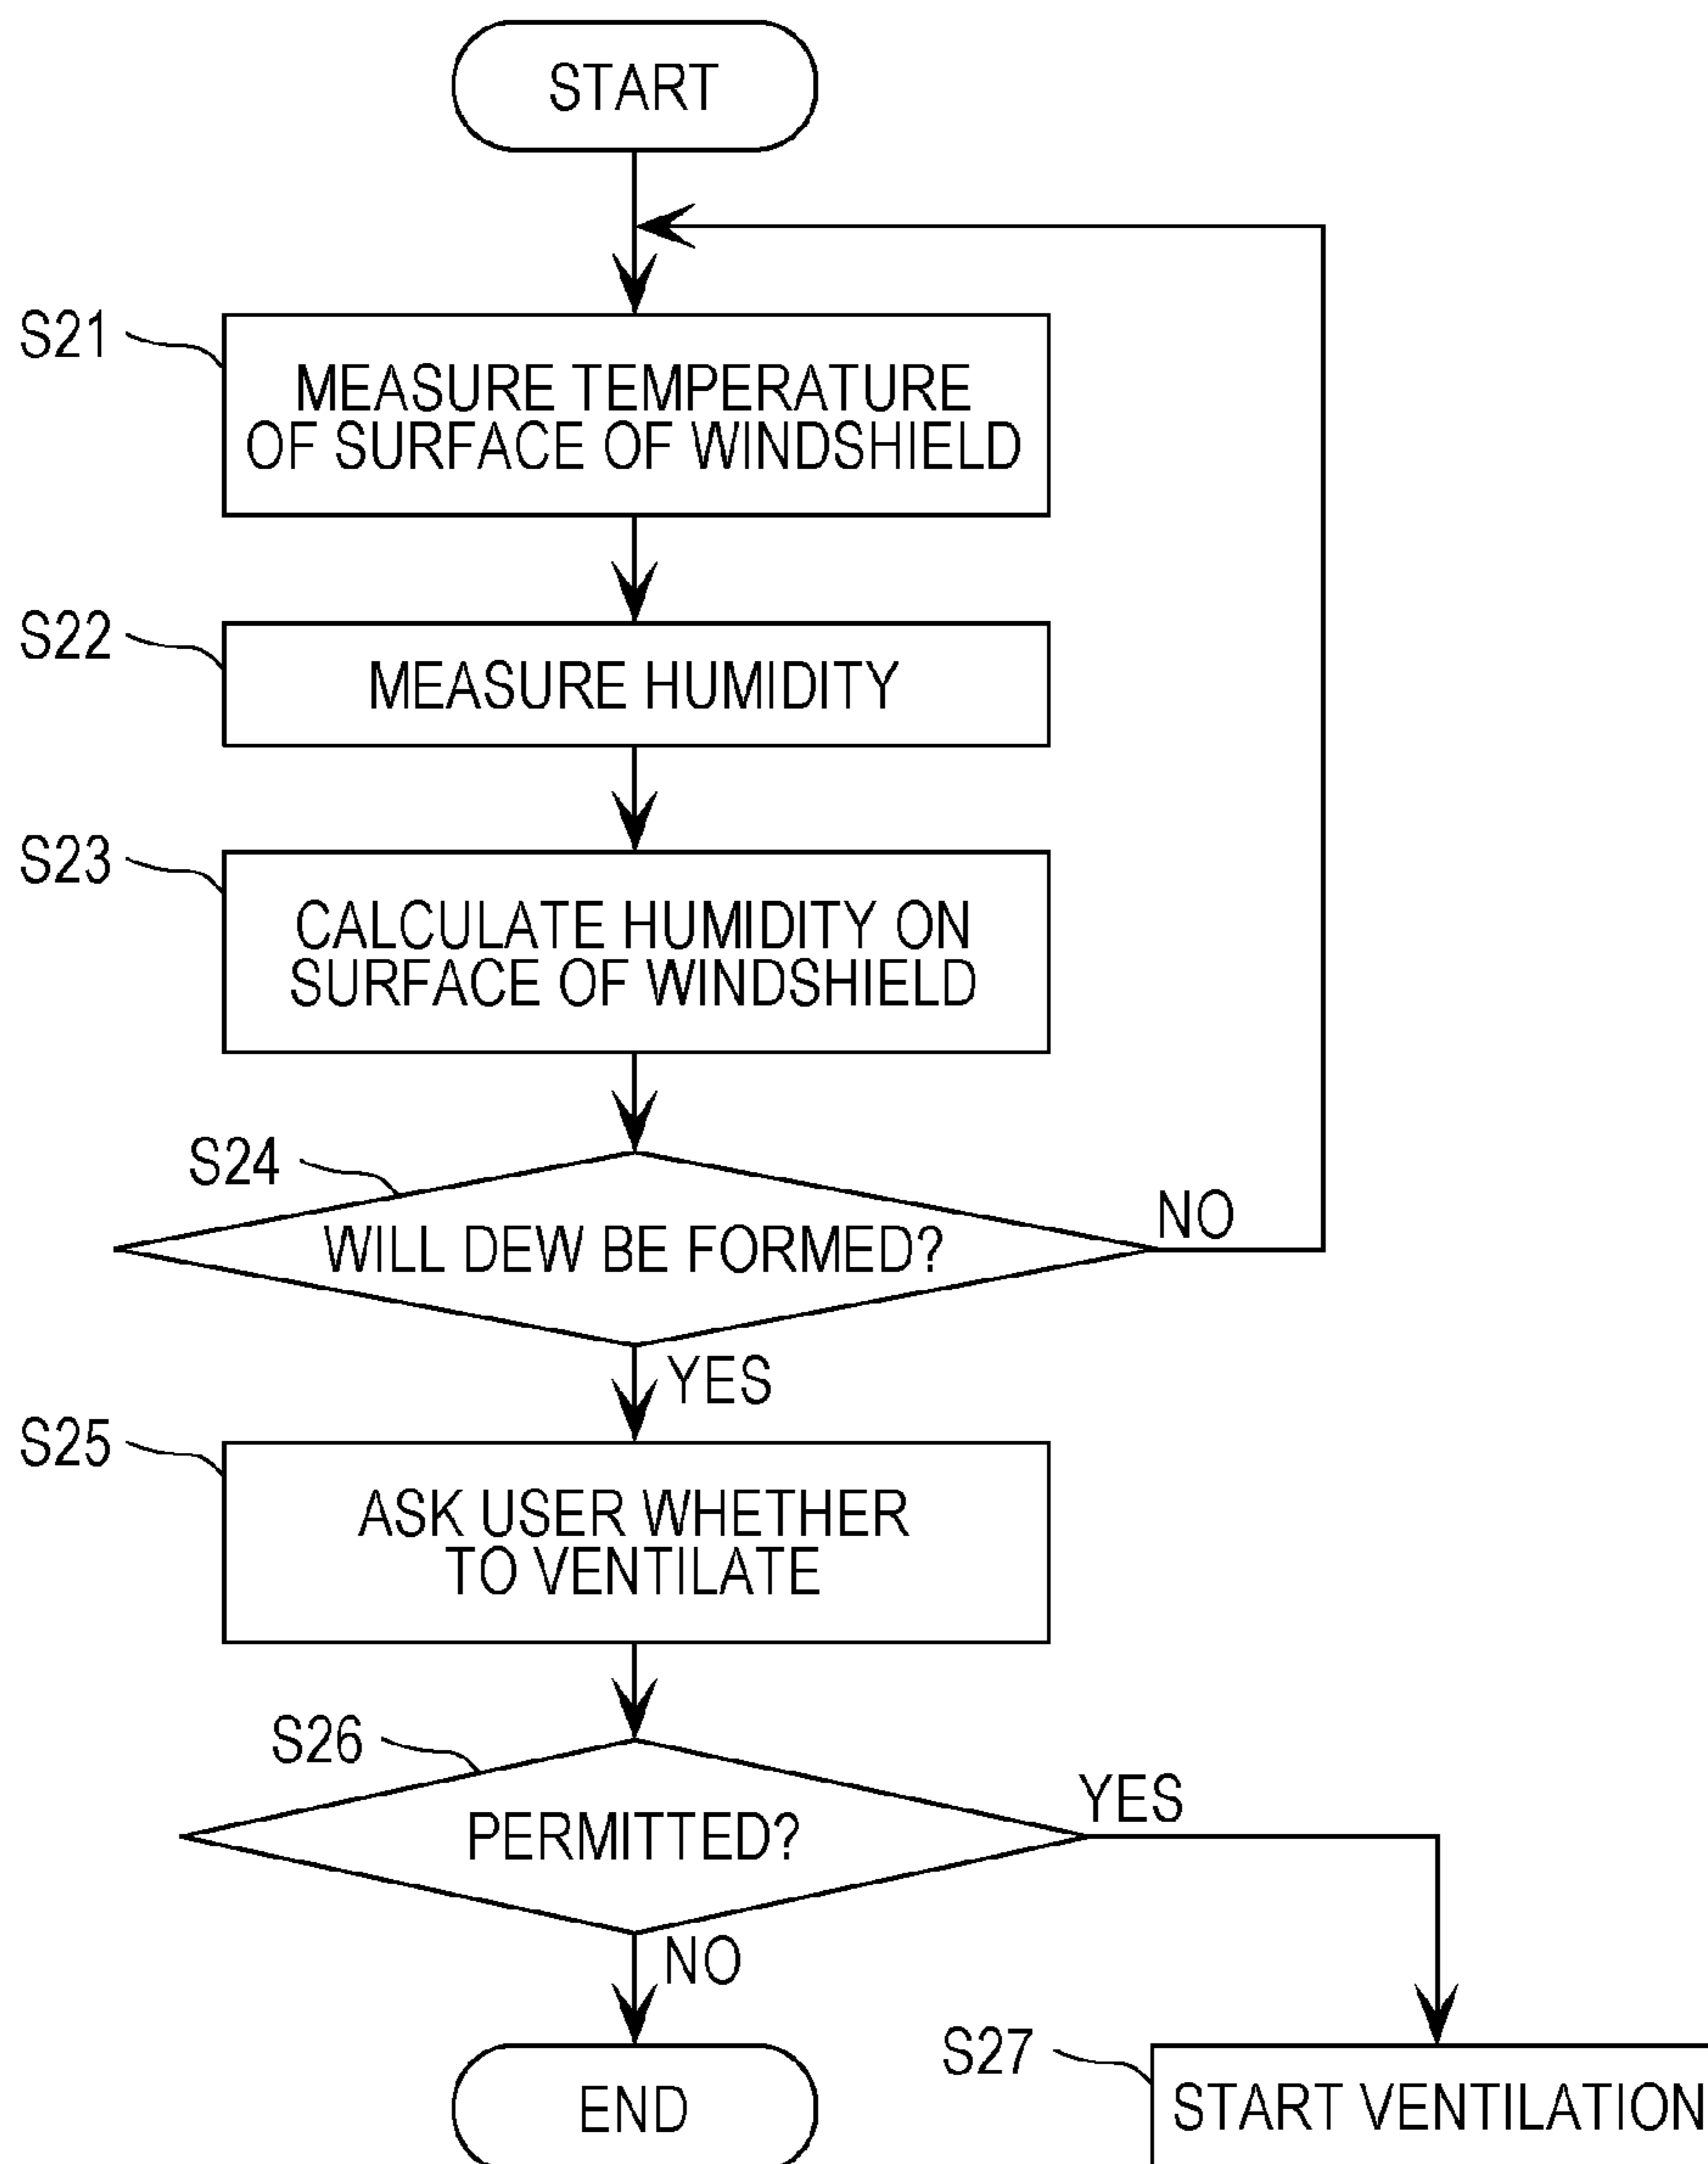 START
S21
MEASURE TEMPERATURE
OF SURFACE OF WINDSHIELD
S22
MEASURE HUMIDITY
S23
CALCULATE HUMIDITY ON
SURFACE OF WINDSHIELD
S24
WILL DEW BE FORMED?
NO
YES
S25
ASK USER WHETHER
TO VENTILATE
S26
PERMITTED?
YES
NO
END
S27
START VENTILATION